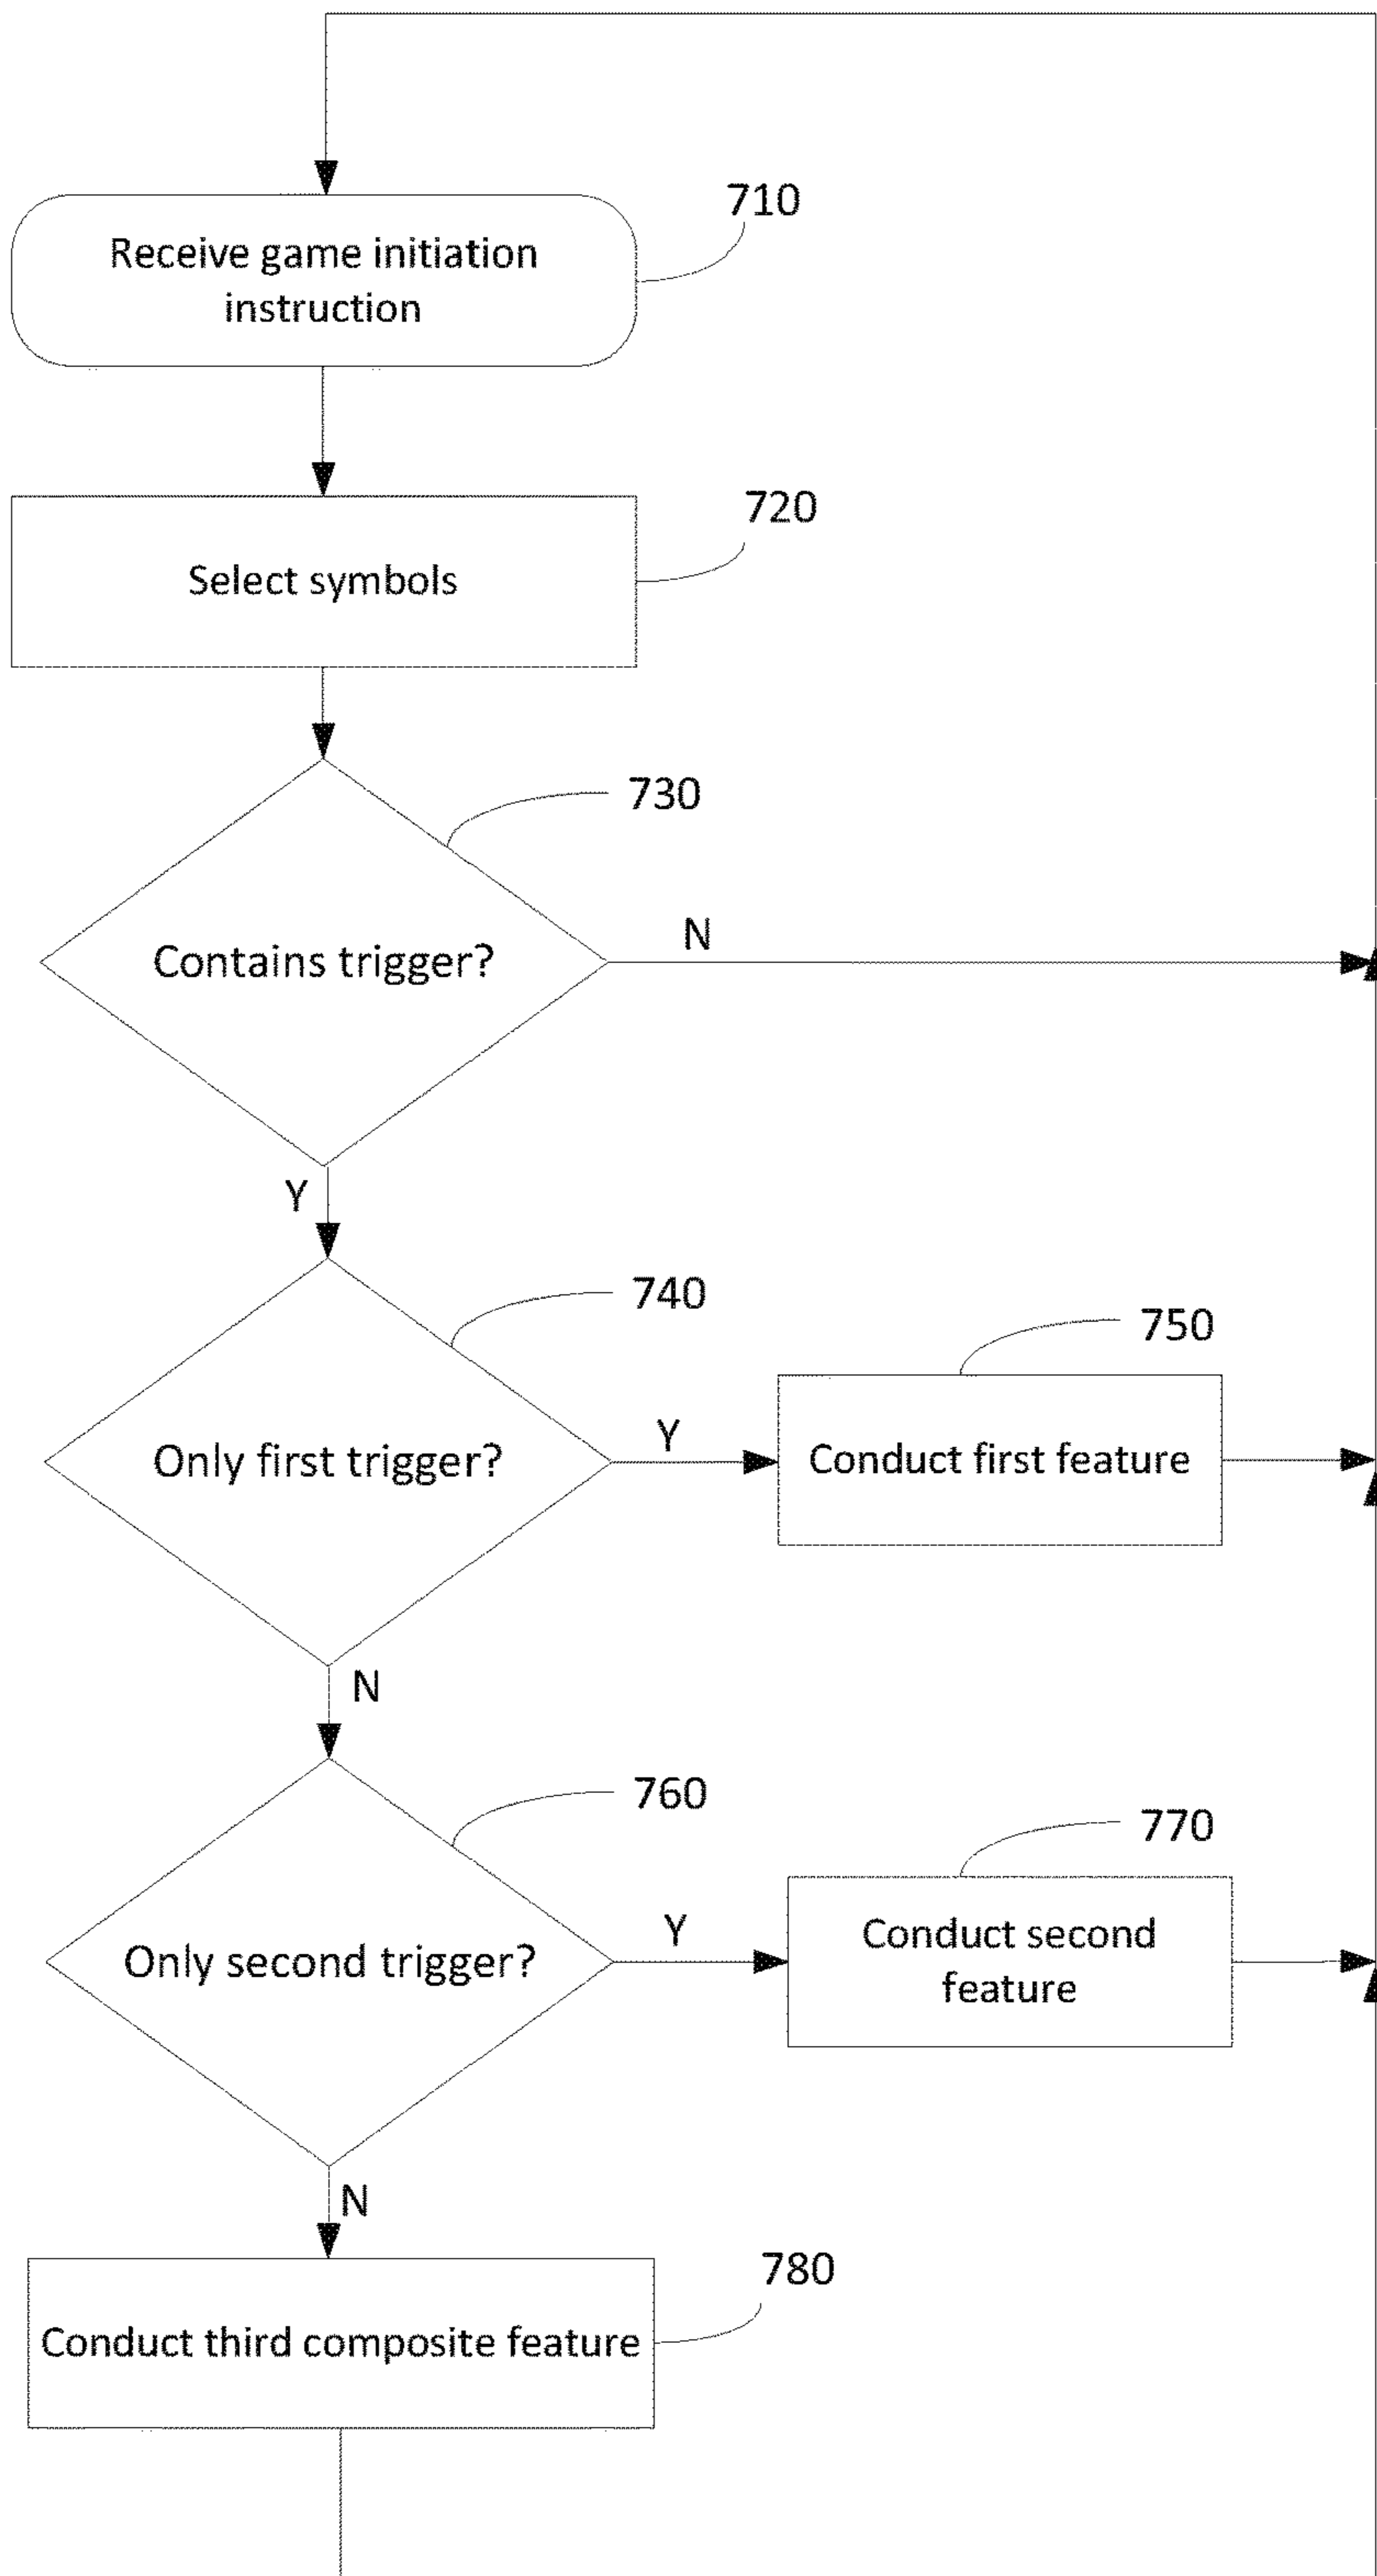 710
Receive game initiation
instruction
720
Select symbols
730
Contains trigger?
N
Y
740
750
Only first trigger?
Y
Conduct first feature
N
760
770
Only second trigger?
Y
Conduct second
feature
N
780
Conduct third composite feature